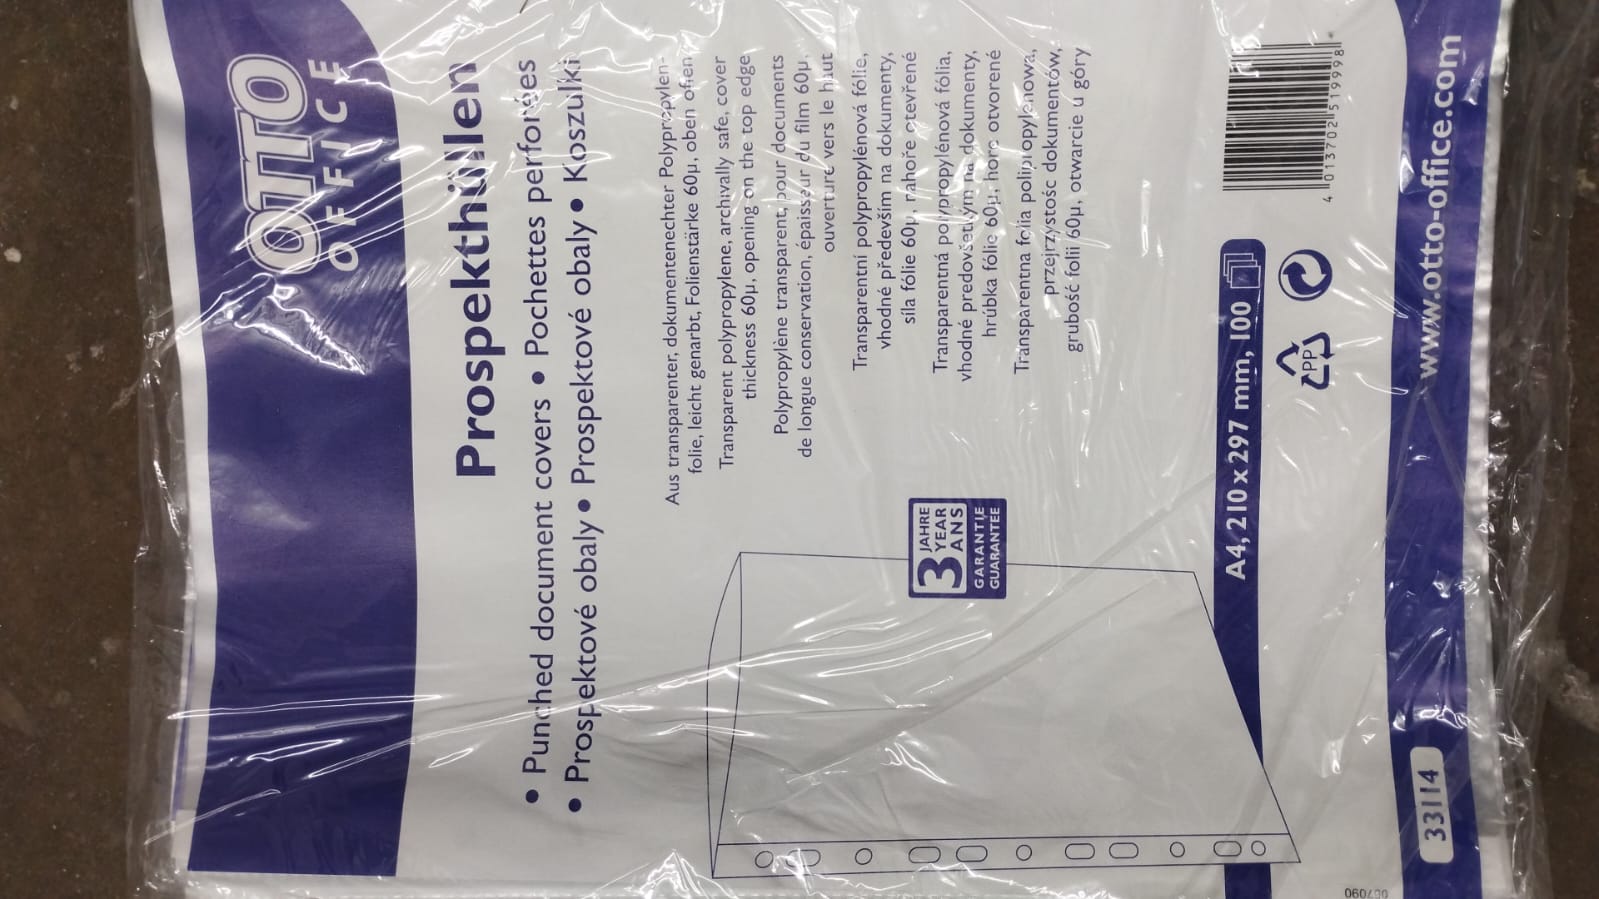 OTTO
OFFICE
Prospekthüllen
• Punched document covers • Pochettes perforées
• Prospektové obaly • Prospektové obaly • Koszulki
Aus transparenter, dokumentenechter Polypropylen-
folie, leicht genarbt, Folienstärke 60µ, oben offen
Transparent polypropylene, archivally safe, cover
thickness 60µ, opening on the top edge
Polypropylène transparent, pour documents
de longue conservation, épaisseur du film 60µ,
ouverture vers le haut
Transparentní polypropylénová fólie,
vhodné především na dokumenty,
síla fólie 60µ, nahoře otevřené
Transparentná polypropylénová fólia,
vhodné predovšetkým na dokumenty,
hrúbka fólie 60µ, hore otvorené
Transparentna folia polipropylenowa,
przejrzystość dokumentów,
grubość folii 60µ, otwarcie u góry
3 JAHRE
YEAR
ANS
GARANTIE
GUARANTEE
A4, 210 x 297 mm, 100
PP
4 013702 519998
33114
www.otto-office.com